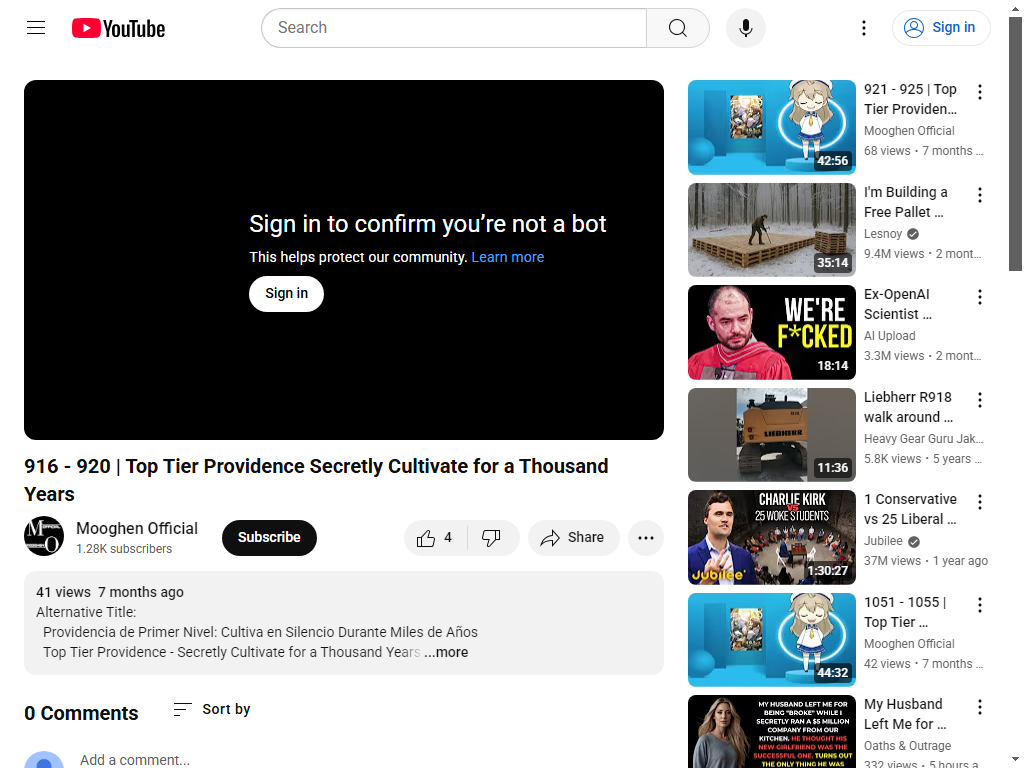 YouTube
Search
Sign in
Sign in to confirm you’re not a bot
This helps protect our community. Learn more
Sign in
916 - 920 | Top Tier Providence Secretly Cultivate for a Thousand
Years
Mooghen Official
1.28K subscribers
Subscribe
4
Share
41 views 7 months ago
Alternative Title:
Providencia de Primer Nivel: Cultiva en Silencio Durante Miles de Años
Top Tier Providence - Secretly Cultivate for a Thousand Years ...more
0 Comments
Sort by
Add a comment...
42:56
921 - 925 | Top
Tier Providen...
Mooghen Official
68 views • 7 months ...
35:14
I'm Building a
Free Pallet ...
Lesnoy
9.4M views • 2 mont...
WE'RE
F*CKED
18:14
Ex-OpenAI
Scientist ...
AI Upload
3.3M views • 2 mont...
LIEBHERR
11:36
Liebherr R918
walk around ...
Heavy Gear Guru Jak...
5.8K views • 5 years ...
CHARLIE KIRK
VS
25 WOKE STUDENTS
Jubilee
1:30:27
1 Conservative
vs 25 Liberal ...
Jubilee
37M views • 1 year ago
44:32
1051 - 1055 |
Top Tier ...
Mooghen Official
42 views • 7 months ...
MY HUSBAND LEFT ME FOR
BEING "BROKE" WHILE I
SECRETLY RAN A $5 MILLION
COMPANY FROM OUR
KITCHEN. HE THOUGHT HIS
NEW GIRLFRIEND WAS THE
SUCCESSFUL ONE. TURNS OUT
THE ONLY THING HE WAS
My Husband
Left Me for ...
Oaths & Outrage
332 views • 5 hours a